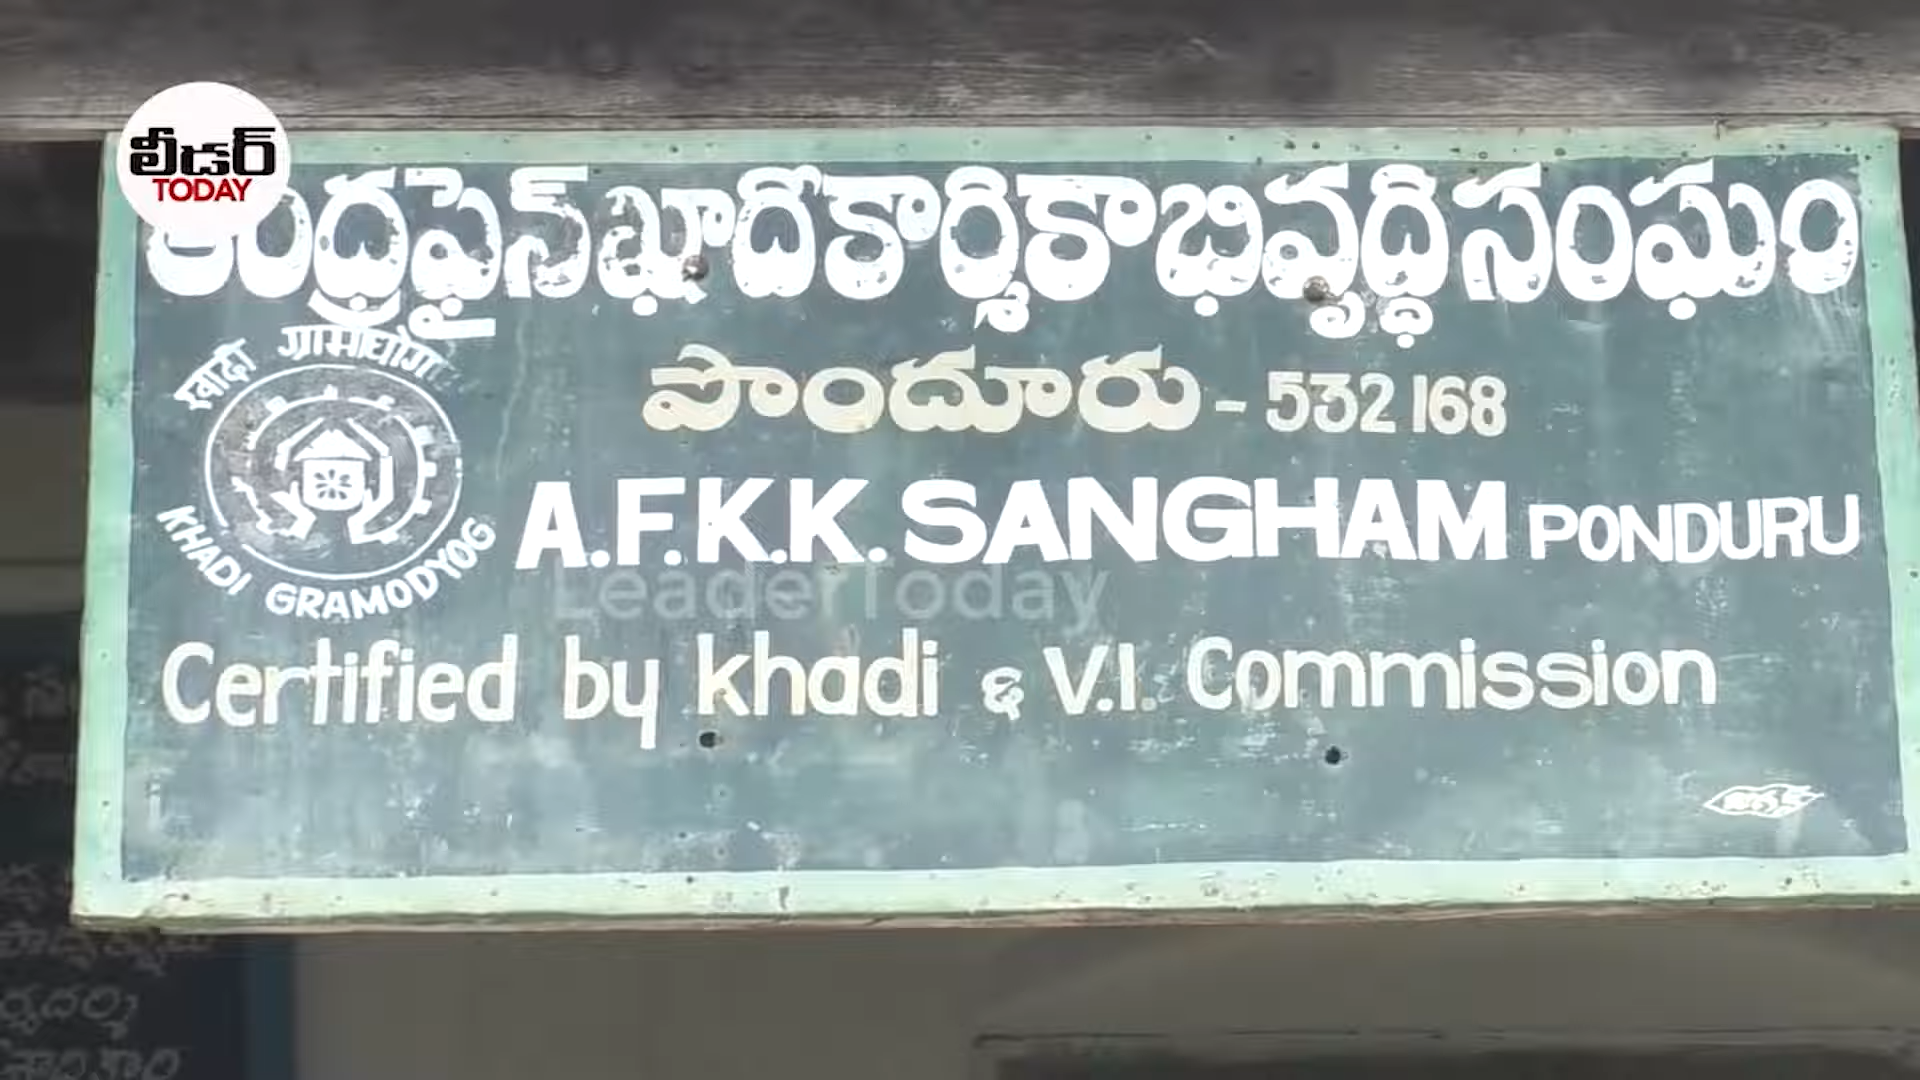 లీడర్
TODAY
ఆంధ్రఫైన్ ఖాదీ కార్మికాభివృద్ధి సంఘం
పొందూరు - 532 168
खादी ग्रामोद्योग
KHADI GRAMODYOG
A.F.K.K. SANGHAM PONDURU
LeaderToday
Certified by khadi & V.I. Commission